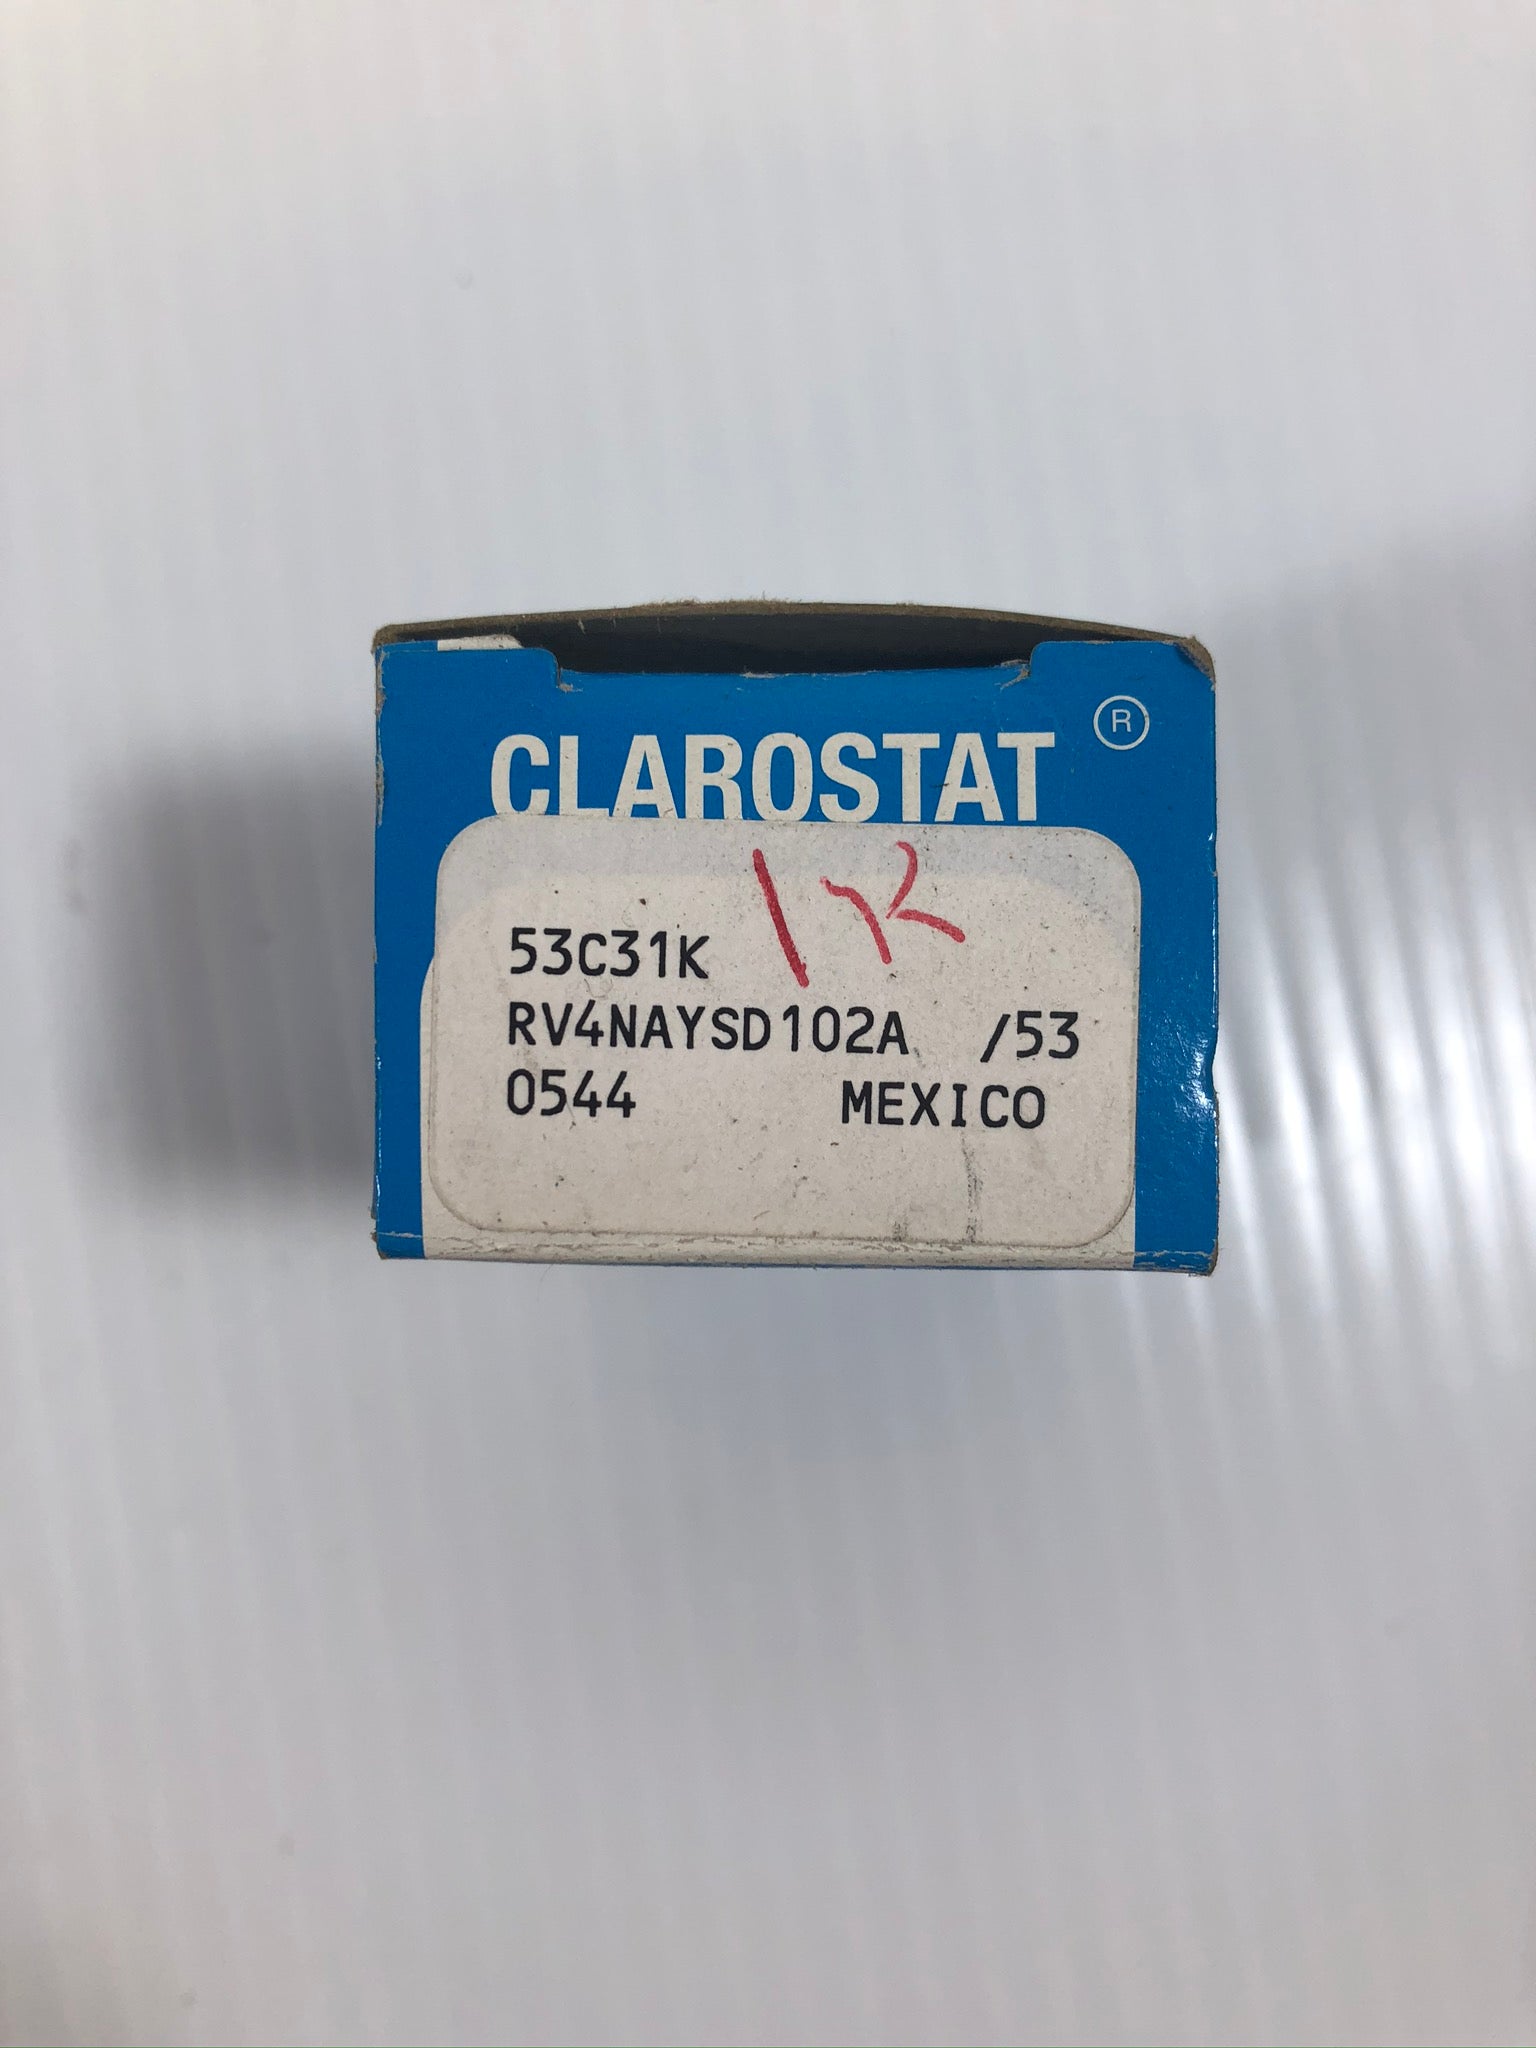 CLAROSTAT ®
1K
53C31K
RV4NAYSD102A /53
0544 MEXICO